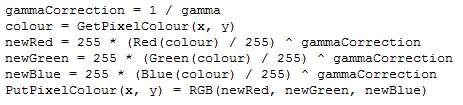 gammaCorrection = 1 / gamma
colour = GetPixelColour(x, y)
newRed = 255 * (Red(colour) / 255) ^ gammaCorrection
newGreen = 255 * (Green(colour) / 255) ^ gammaCorrection
newBlue = 255 * (Blue(colour) / 255) ^ gammaCorrection
PutPixelColour(x, y) = RGB(newRed, newGreen, newBlue)